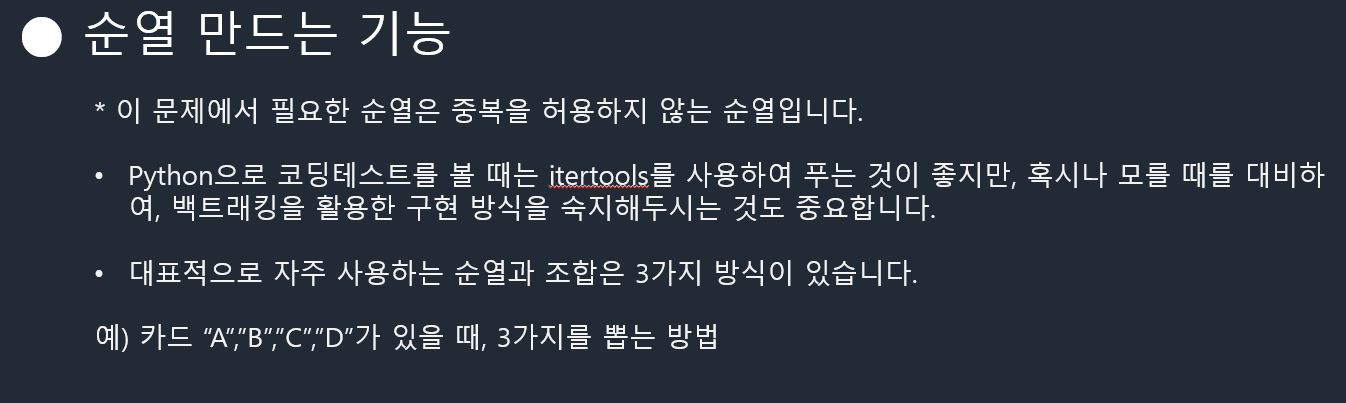 ● 순열 만드는 기능
* 이 문제에서 필요한 순열은 중복을 허용하지 않는 순열입니다.
• Python으로 코딩테스트를 볼 때는 itertools를 사용하여 푸는 것이 좋지만, 혹시나 모를 때를 대비하
여, 백트래킹을 활용한 구현 방식을 숙지해두시는 것도 중요합니다.
• 대표적으로 자주 사용하는 순열과 조합은 3가지 방식이 있습니다.
예) 카드 “A”,”B”,”C”,”D”가 있을 때, 3가지를 뽑는 방법